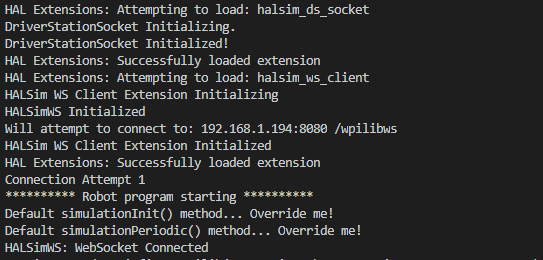 HAL Extensions: Attempting to load: halsim_ds_socket
DriverStationSocket Initializing.
DriverStationSocket Initialized!
HAL Extensions: Successfully loaded extension
HAL Extensions: Attempting to load: halsim_ws_client
HALSim WS Client Extension Initializing
HALSimWS Initialized
Will attempt to connect to: 192.168.1.194:8080 /wpilibws
HALSim WS Client Extension Initialized
HAL Extensions: Successfully loaded extension
Connection Attempt 1
********** Robot program starting **********
Default simulationInit() method... Override me!
Default simulationPeriodic() method... Override me!
HALSimWS: WebSocket Connected